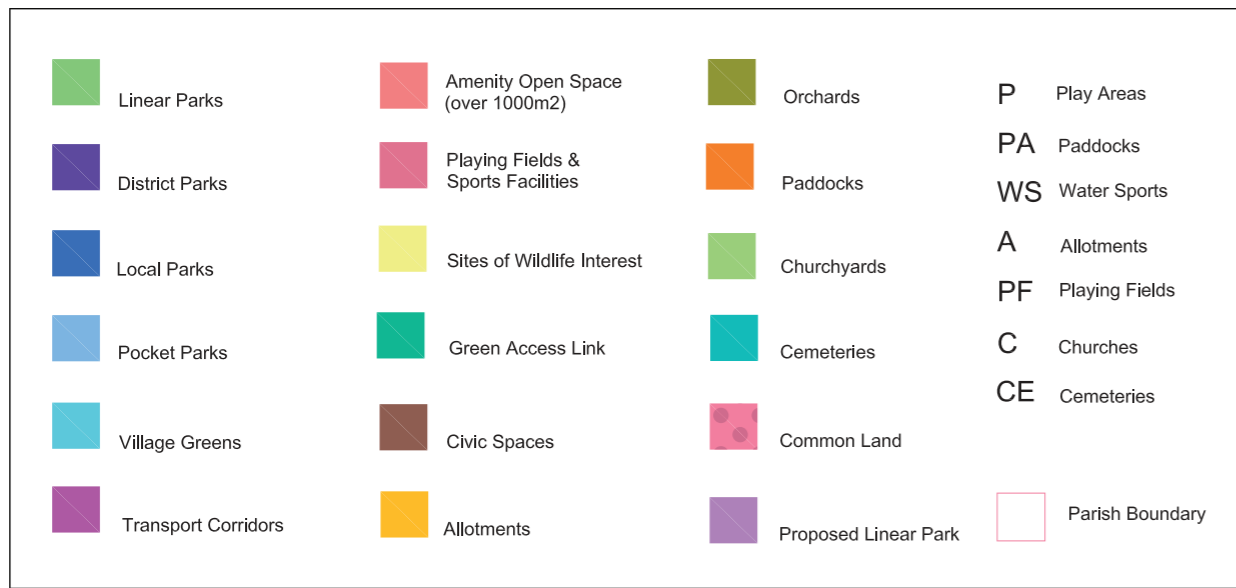 Linear Parks
District Parks
Local Parks
Pocket Parks
Village Greens
Transport Corridors
Amenity Open Space
(over 1000m2)
Playing Fields &
Sports Facilities
Sites of Wildlife Interest
Green Access Link
Civic Spaces
Allotments
Orchards
Paddocks
Churchyards
Cemeteries
Common Land
Proposed Linear Park
P Play Areas
PA Paddocks
WS Water Sports
A Allotments
PF Playing Fields
C Churches
CE Cemeteries
Parish Boundary